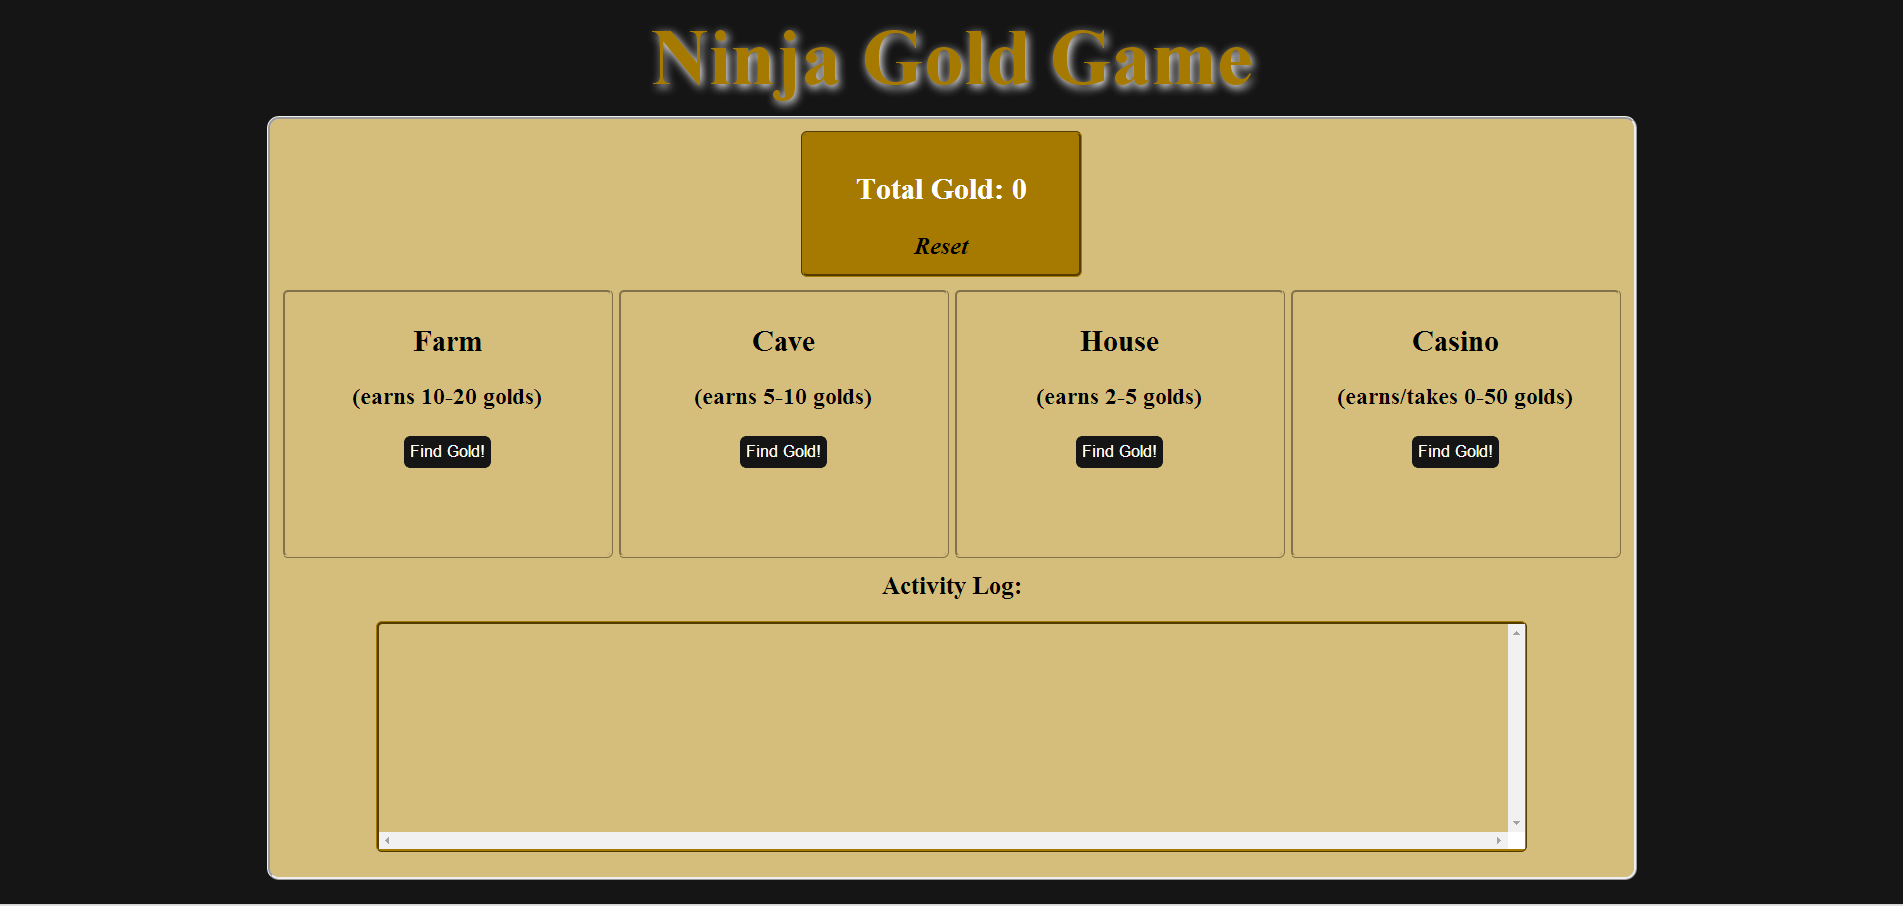 Ninja Gold Game
Total Gold: 0
Reset
Farm
(earns 10-20 golds)
Find Gold!
Cave
(earns 5-10 golds)
Find Gold!
House
(earns 2-5 golds)
Find Gold!
Casino
(earns/takes 0-50 golds)
Find Gold!
Activity Log: